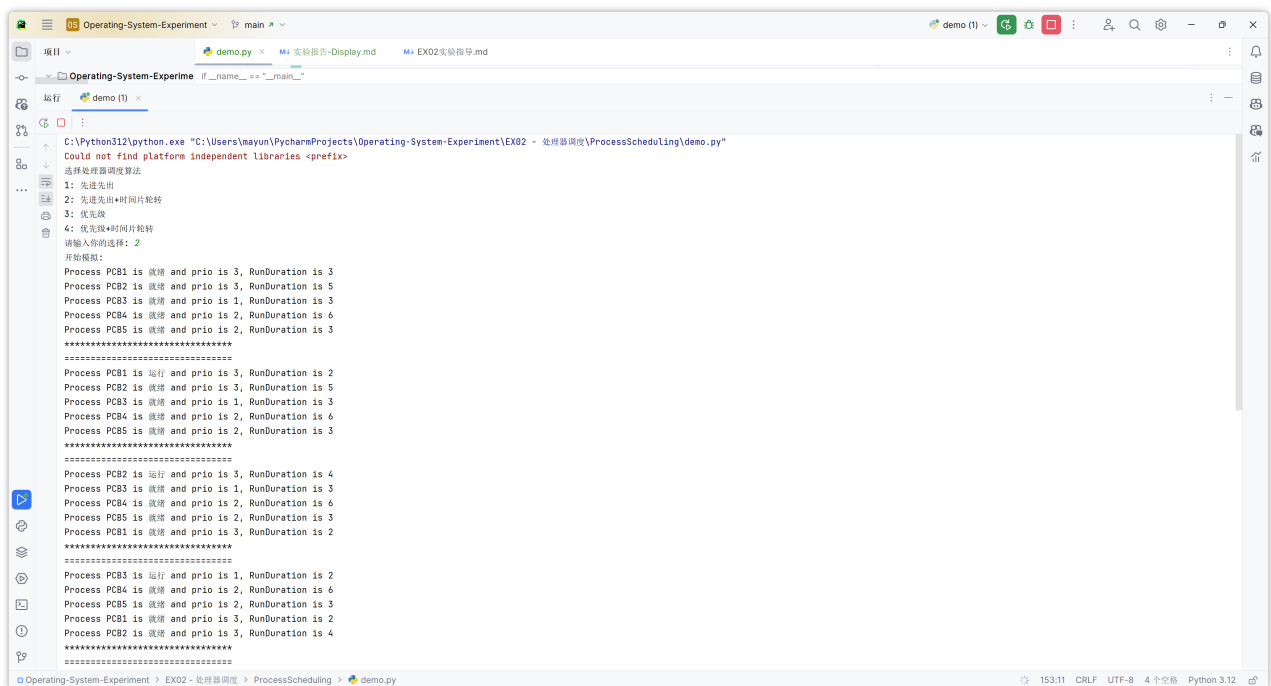 OS Operating-System-Experiment main demo (1)
项目 demo.py 实验报告-Display.md EX02实验指导.md
Operating-System-Experime if __name__ == "__main__"
运行 demo (1)
C:\Python312\python.exe "C:\Users\mayun\PycharmProjects\Operating-System-Experiment\EX02 - 处理器调度\ProcessScheduling\demo.py"
Could not find platform independent libraries <prefix>
选择处理器调度算法
1: 先进先出
2: 先进先出+时间片轮转
3: 优先级
4: 优先级+时间片轮转
请输入你的选择: 2
开始模拟:
Process PCB1 is 就绪 and prio is 3, RunDuration is 3
Process PCB2 is 就绪 and prio is 3, RunDuration is 5
Process PCB3 is 就绪 and prio is 1, RunDuration is 3
Process PCB4 is 就绪 and prio is 2, RunDuration is 6
Process PCB5 is 就绪 and prio is 2, RunDuration is 3
********************************
================================
Process PCB1 is 运行 and prio is 3, RunDuration is 2
Process PCB2 is 就绪 and prio is 3, RunDuration is 5
Process PCB3 is 就绪 and prio is 1, RunDuration is 3
Process PCB4 is 就绪 and prio is 2, RunDuration is 6
Process PCB5 is 就绪 and prio is 2, RunDuration is 3
********************************
================================
Process PCB2 is 运行 and prio is 3, RunDuration is 4
Process PCB3 is 就绪 and prio is 1, RunDuration is 3
Process PCB4 is 就绪 and prio is 2, RunDuration is 6
Process PCB5 is 就绪 and prio is 2, RunDuration is 3
Process PCB1 is 就绪 and prio is 3, RunDuration is 2
********************************
================================
Process PCB3 is 运行 and prio is 1, RunDuration is 2
Process PCB4 is 就绪 and prio is 2, RunDuration is 6
Process PCB5 is 就绪 and prio is 2, RunDuration is 3
Process PCB1 is 就绪 and prio is 3, RunDuration is 2
Process PCB2 is 就绪 and prio is 3, RunDuration is 4
********************************
================================
Operating-System-Experiment > EX02 - 处理器调度 > ProcessScheduling > demo.py 153:11 CRLF UTF-8 4 个空格 Python 3.12